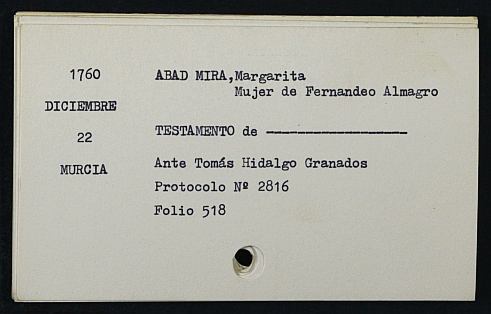 1760
DICIEMBRE
22
MURCIA
ABAD MIRA,Margarita
Mujer de Fernandeo Almagro
TESTAMENTO de ------------------
Ante Tomás Hidalgo Granados
Protocolo Nº 2816
Folio 518